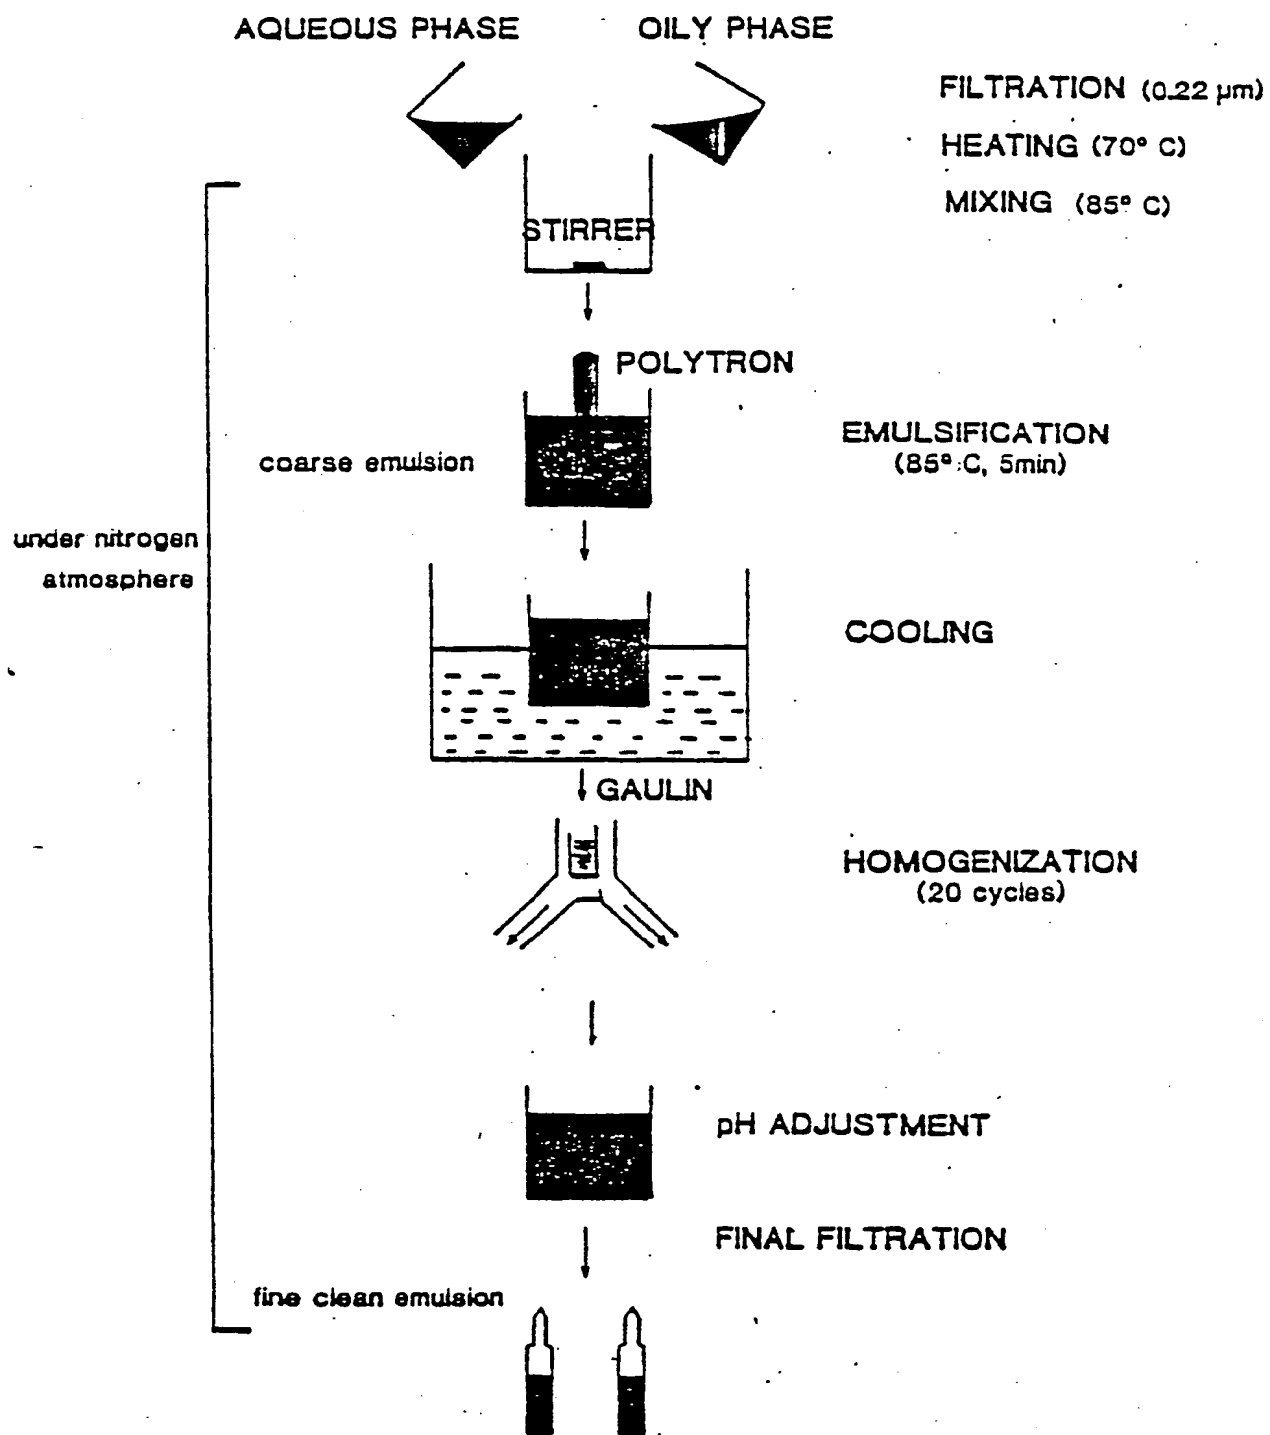 AQUEOUS PHASE
OILY PHASE
FILTRATION (0.22 µm)
HEATING (70° C)
MIXING (85° C)
STIRRER
POLYTRON
EMULSIFICATION
(85° C, 5min)
coarse emulsion
under nitrogen
atmosphere
COOLING
GAULIN
HOMOGENIZATION
(20 cycles)
pH ADJUSTMENT
FINAL FILTRATION
fine clean emulsion